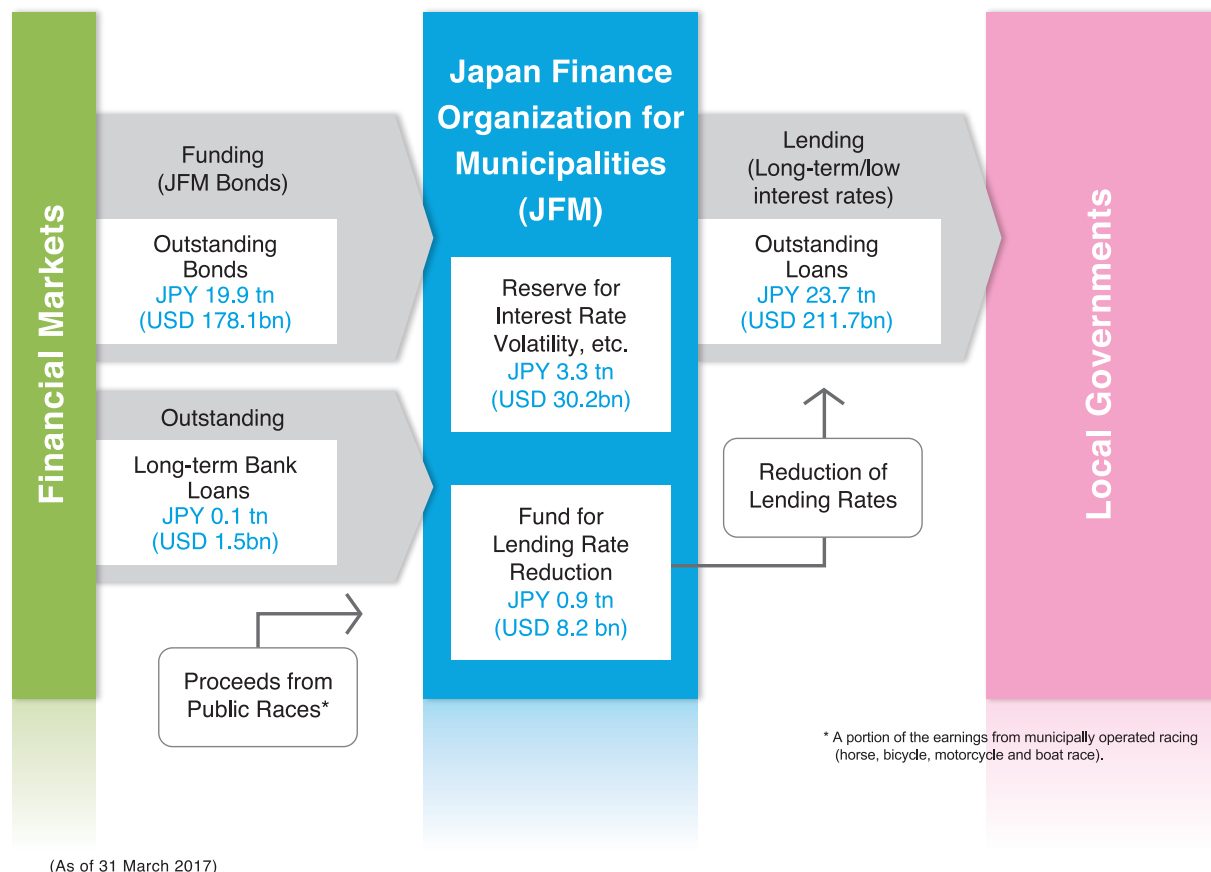 Financial Markets
Funding
(JFM Bonds)
Outstanding
Bonds
JPY 19.9 tn
(USD 178.1bn)
Outstanding
Long-term Bank
Loans
JPY 0.1 tn
(USD 1.5bn)
Proceeds from
Public Races*
Japan Finance
Organization for
Municipalities
(JFM)
Reserve for
Interest Rate
Volatility, etc.
JPY 3.3 tn
(USD 30.2bn)
Fund for
Lending Rate
Reduction
JPY 0.9 tn
(USD 8.2 bn)
Lending
(Long-term/low
interest rates)
Outstanding
Loans
JPY 23.7 tn
(USD 211.7bn)
Reduction of
Lending Rates
Local Governments
* A portion of the earnings from municipally operated racing
(horse, bicycle, motorcycle and boat race).
(As of 31 March 2017)